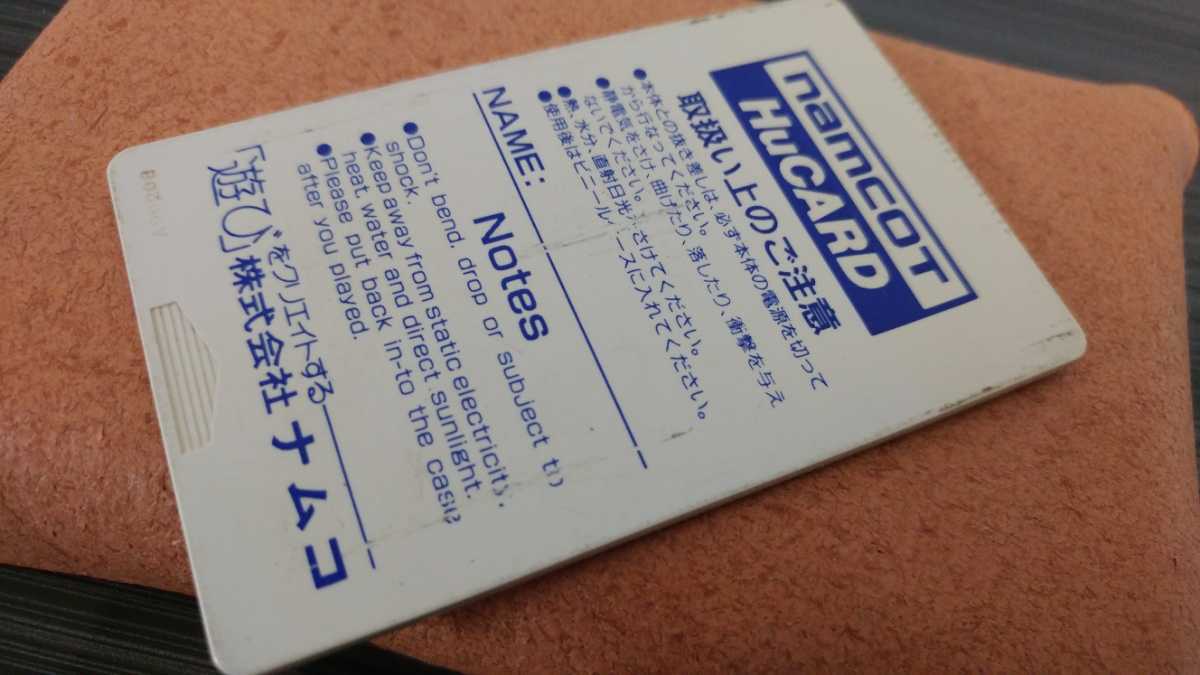 namcot
HuCARD
取扱い上のご注意
●本体との抜き差しは、必ず本体の電源を切って
から行なってください。
●静電気をさけ、曲げたり、落したり、衝撃を与え
ないでください。
●熱、水分、直射日光をさけてください。
●使用後はビニールケースに入れてください。
NAME:
Notes
●Don't bend, drop or subject to
shock.
●Keep away from static electricity,
heat, water and direct sunlight.
●Please put back in-to the case
after you played.
「遊び」をクリエイトする
株式会社ナムコ